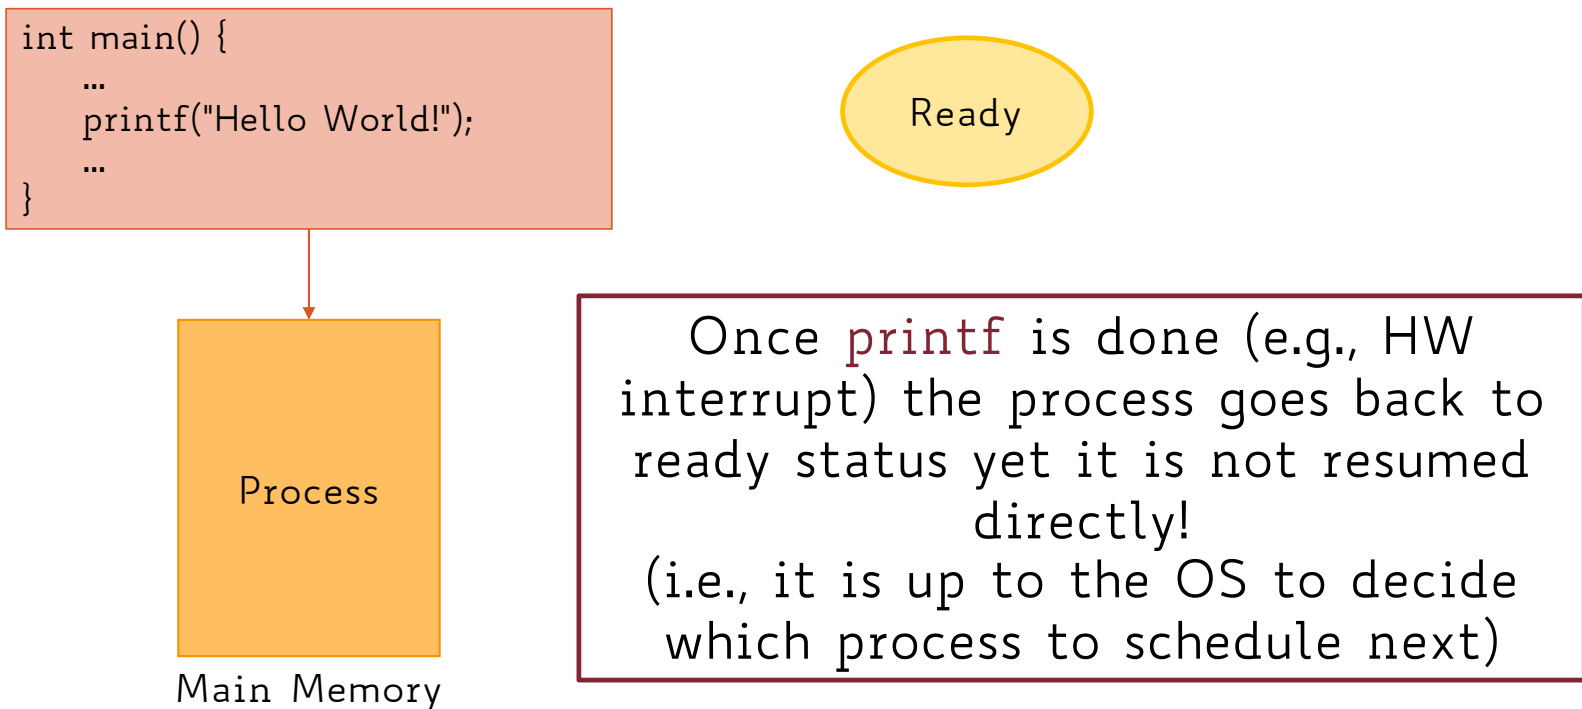 int main() {
...
printf("Hello World!");
...
}
Ready
Process
Main Memory
Once printf is done (e.g., HW
interrupt) the process goes back to
ready status yet it is not resumed
directly!
(i.e., it is up to the OS to decide
which process to schedule next)